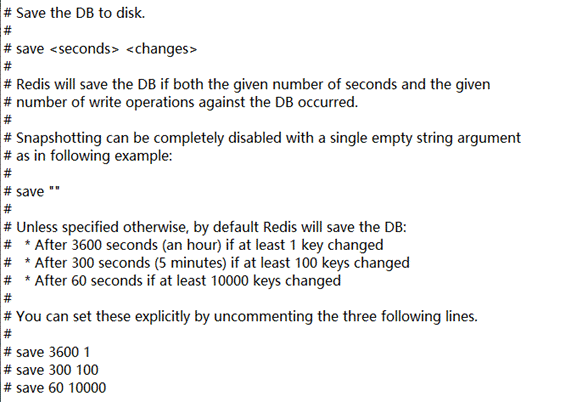 # Save the DB to disk.
#
# save <seconds> <changes>
#
# Redis will save the DB if both the given number of seconds and the given
# number of write operations against the DB occurred.
#
# Snapshotting can be completely disabled with a single empty string argument
# as in following example:
#
# save ""
#
# Unless specified otherwise, by default Redis will save the DB:
#   * After 3600 seconds (an hour) if at least 1 key changed
#   * After 300 seconds (5 minutes) if at least 100 keys changed
#   * After 60 seconds if at least 10000 keys changed
#
# You can set these explicitly by uncommenting the three following lines.
#
# save 3600 1
# save 300 100
# save 60 10000